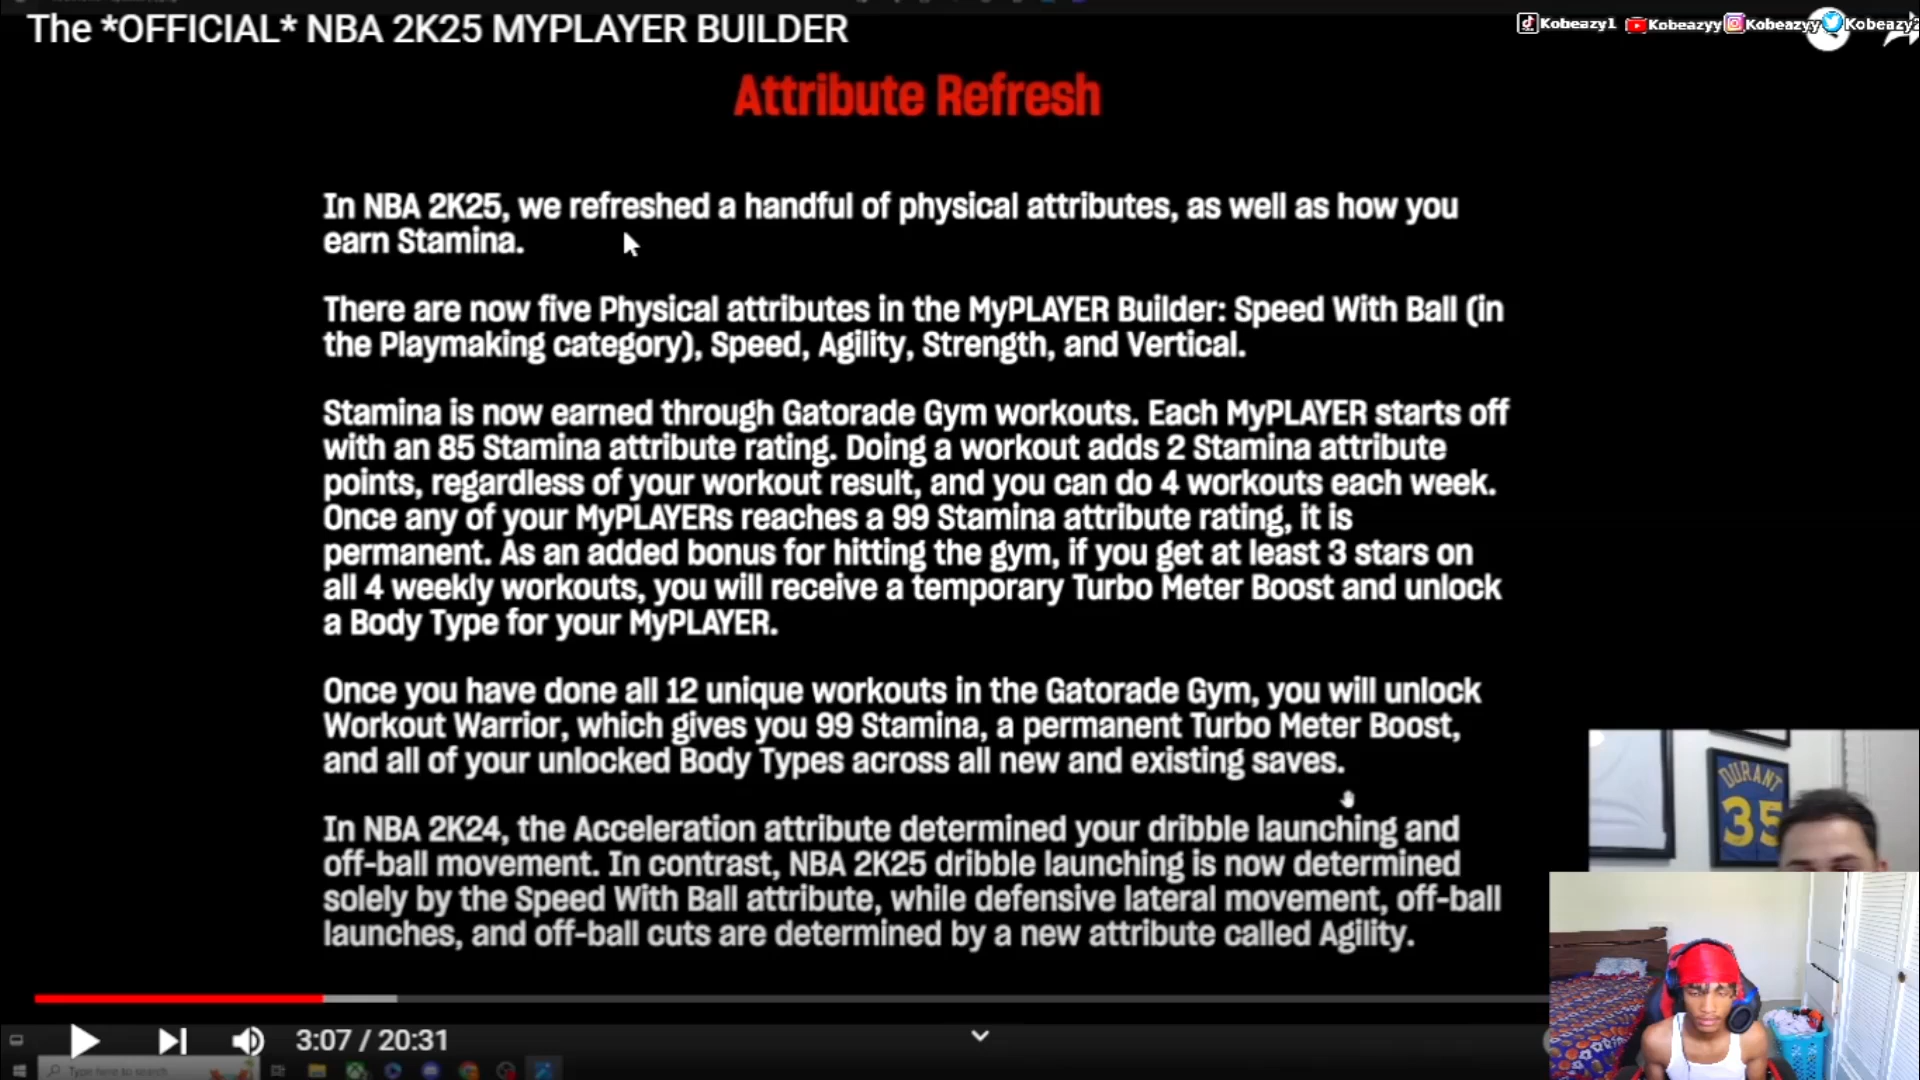 The *OFFICIAL* NBA 2K25 MYPLAYER BUILDER
Kobeazy1 Kobeazyy Kobeazyy Kobeazy2
Attribute Refresh
In NBA 2K25, we refreshed a handful of physical attributes, as well as how you
earn Stamina.
There are now five Physical attributes in the MyPLAYER Builder: Speed With Ball (in
the Playmaking category), Speed, Agility, Strength, and Vertical.
Stamina is now earned through Gatorade Gym workouts. Each MyPLAYER starts off
with an 85 Stamina attribute rating. Doing a workout adds 2 Stamina attribute
points, regardless of your workout result, and you can do 4 workouts each week.
Once any of your MyPLAYERs reaches a 99 Stamina attribute rating, it is
permanent. As an added bonus for hitting the gym, if you get at least 3 stars on
all 4 weekly workouts, you will receive a temporary Turbo Meter Boost and unlock
a Body Type for your MyPLAYER.
Once you have done all 12 unique workouts in the Gatorade Gym, you will unlock
Workout Warrior, which gives you 99 Stamina, a permanent Turbo Meter Boost,
and all of your unlocked Body Types across all new and existing saves.
In NBA 2K24, the Acceleration attribute determined your dribble launching and
off-ball movement. In contrast, NBA 2K25 dribble launching is now determined
solely by the Speed With Ball attribute, while defensive lateral movement, off-ball
launches, and off-ball cuts are determined by a new attribute called Agility.
DURANT
35
3:07 / 20:31
Type here to search